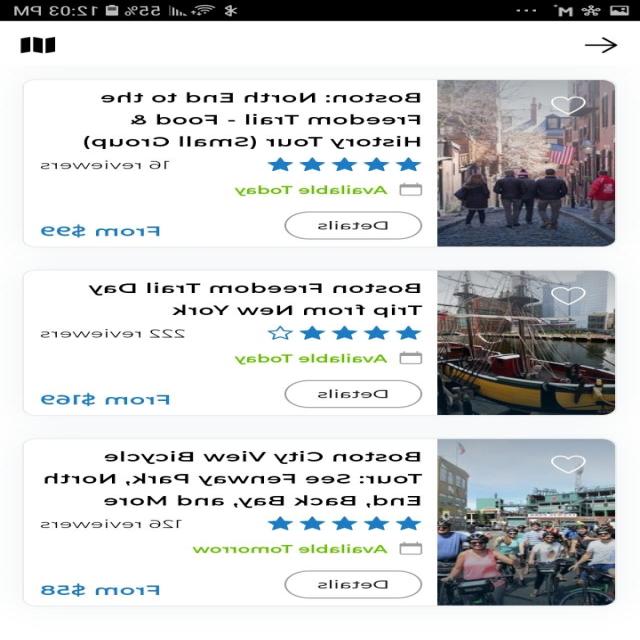 55% 12:03 PM
Boston: North End to the
Freedom Trail - Food &
History Tour (Small Group)
16 reviewers
Available Today
Details
From $99
Boston Freedom Trail Day
Trip from New York
222 reviewers
Available Today
Details
From $169
Boston City View Bicycle
Tour: See Fenway Park, North,
End, Back Bay, and, More
126 reviewers
Available Tomorrow
Details
From $58